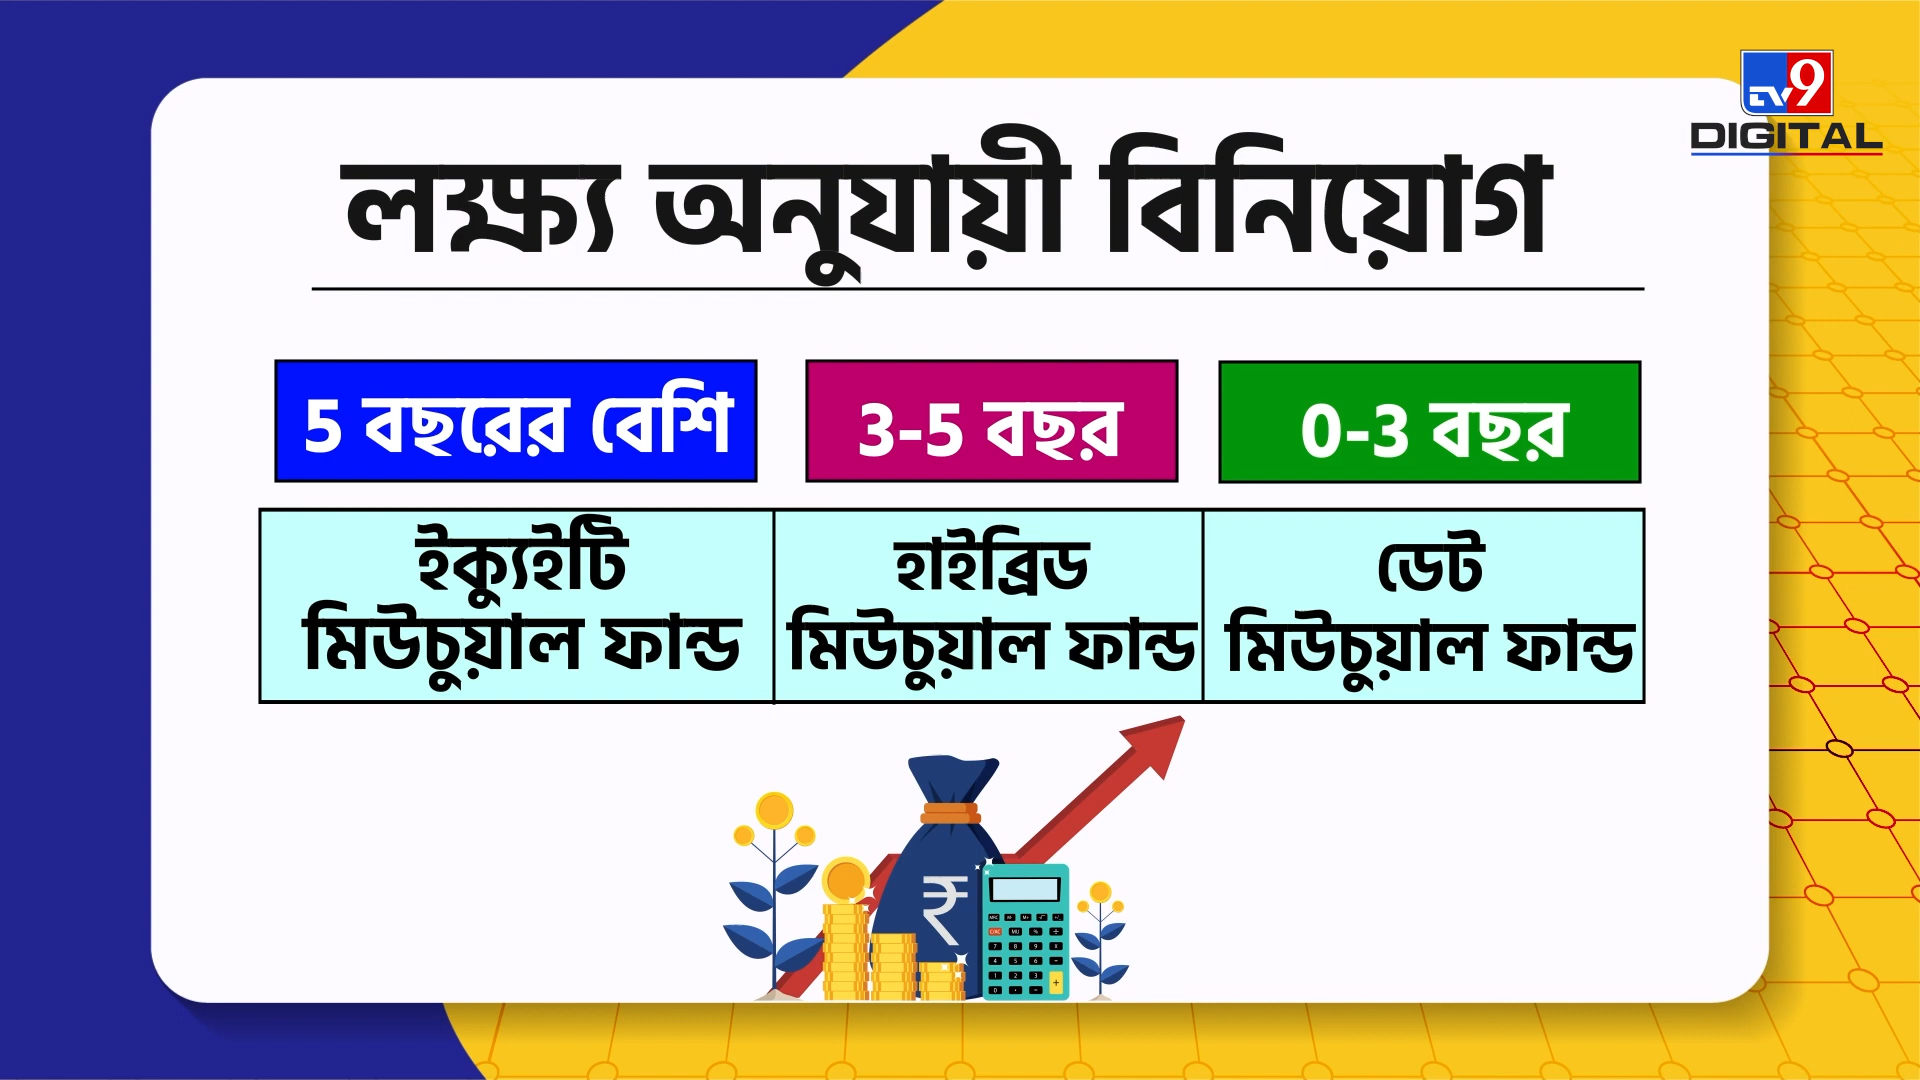 tv9
DIGITAL
লক্ষ্য অনুযায়ী বিনিয়োগ
5 বছরের বেশি
3-5 বছর
0-3 বছর
ইক্যুইটি
মিউচুয়াল ফান্ড
হাইব্রিড
মিউচুয়াল ফান্ড
ডেট
মিউচুয়াল ফান্ড
₹